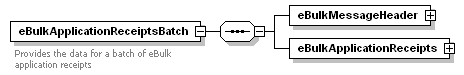 eBulkApplicationReceiptsBatch
Provides the data for a batch of eBulk
application receipts
eBulkMessageHeader
eBulkApplicationReceipts